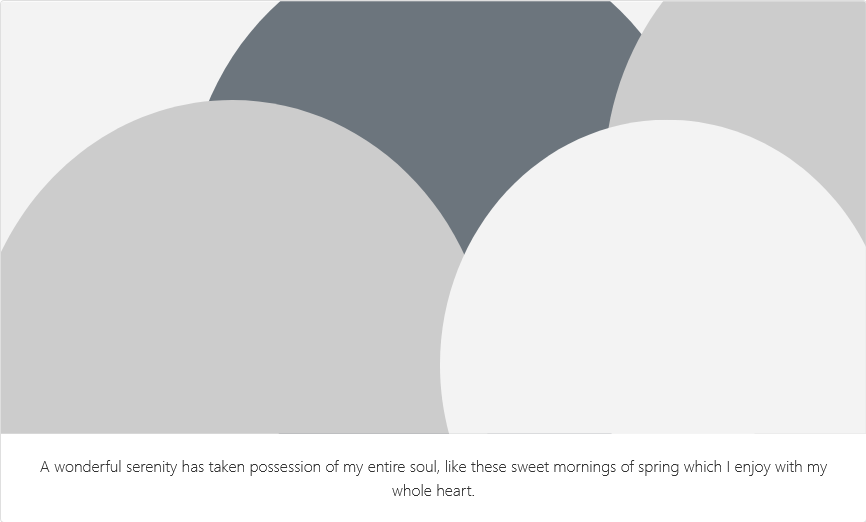 A wonderful serenity has taken possession of my entire soul, like these sweet mornings of spring which I enjoy with my
whole heart.